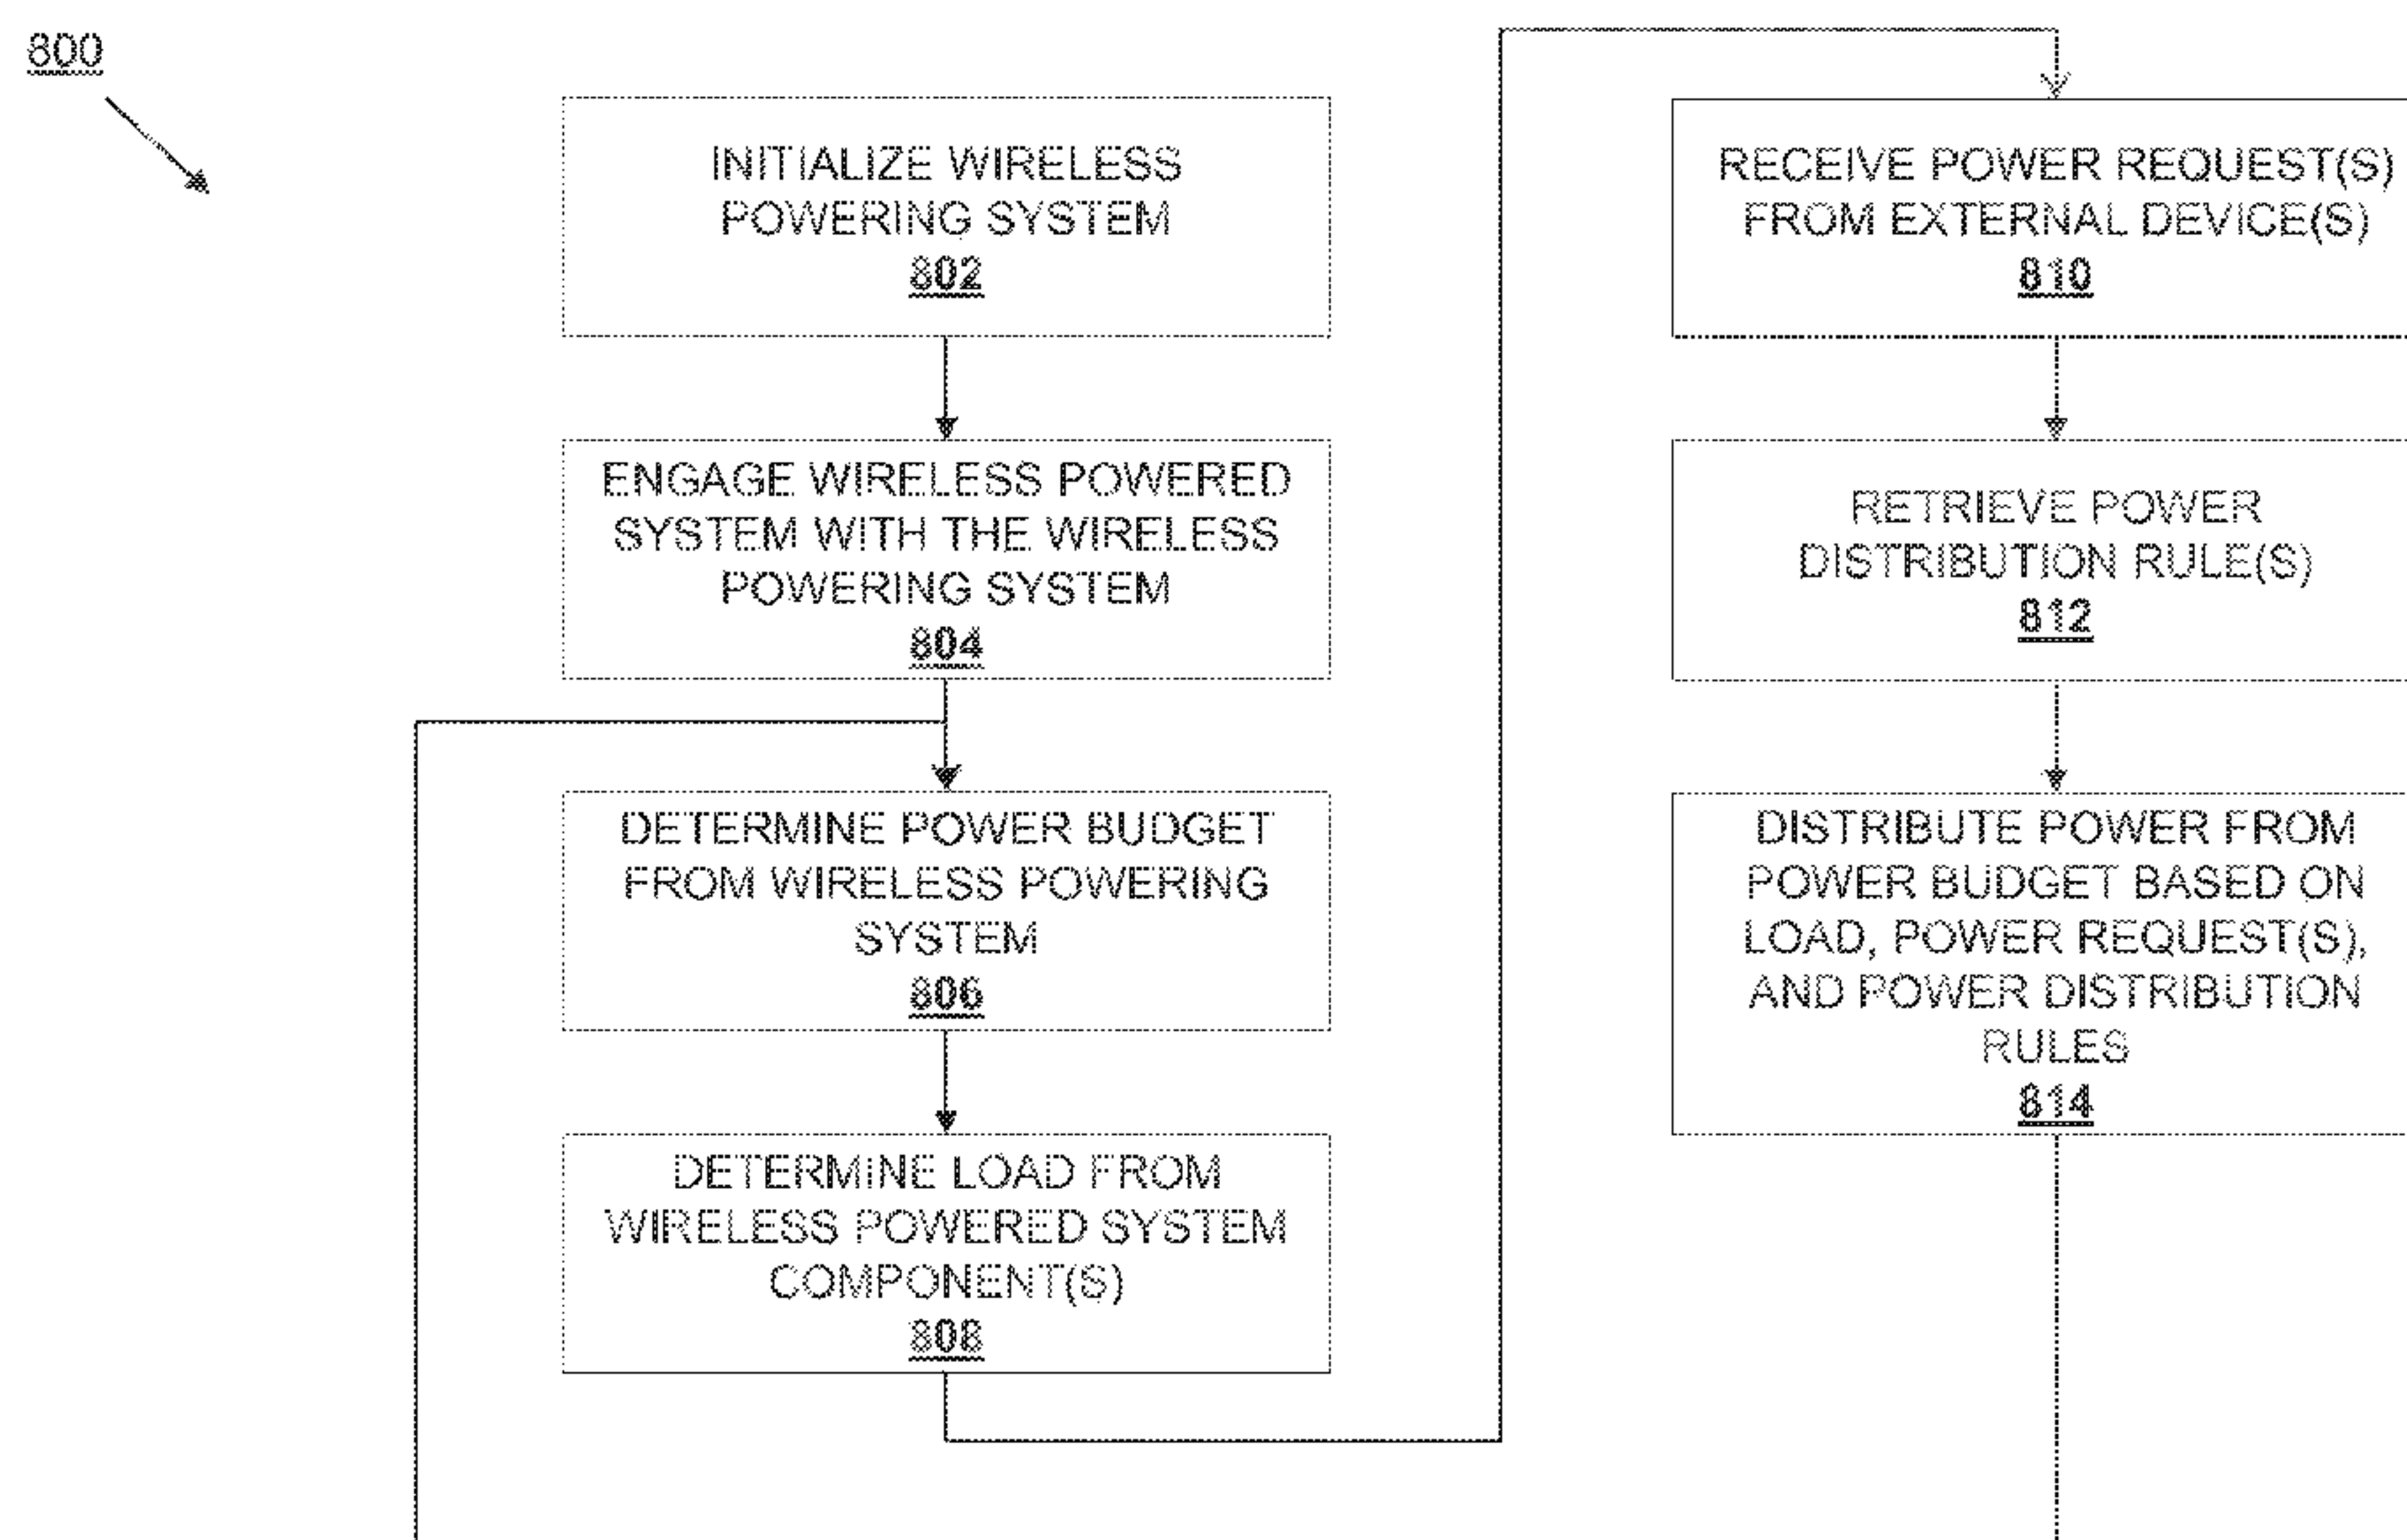 800
INITIALIZE WIRELESS
POWERING SYSTEM
802
ENGAGE WIRELESS POWERED
SYSTEM WITH THE WIRELESS
POWERING SYSTEM
804
DETERMINE POWER BUDGET
FROM WIRELESS POWERING
SYSTEM
806
DETERMINE LOAD FROM
WIRELESS POWERED SYSTEM
COMPONENT(S)
808
RECEIVE POWER REQUEST(S)
FROM EXTERNAL DEVICE(S)
810
RETRIEVE POWER
DISTRIBUTION RULE(S)
812
DISTRIBUTE POWER FROM
POWER BUDGET BASED ON
LOAD, POWER REQUEST(S),
AND POWER DISTRIBUTION
RULES
814